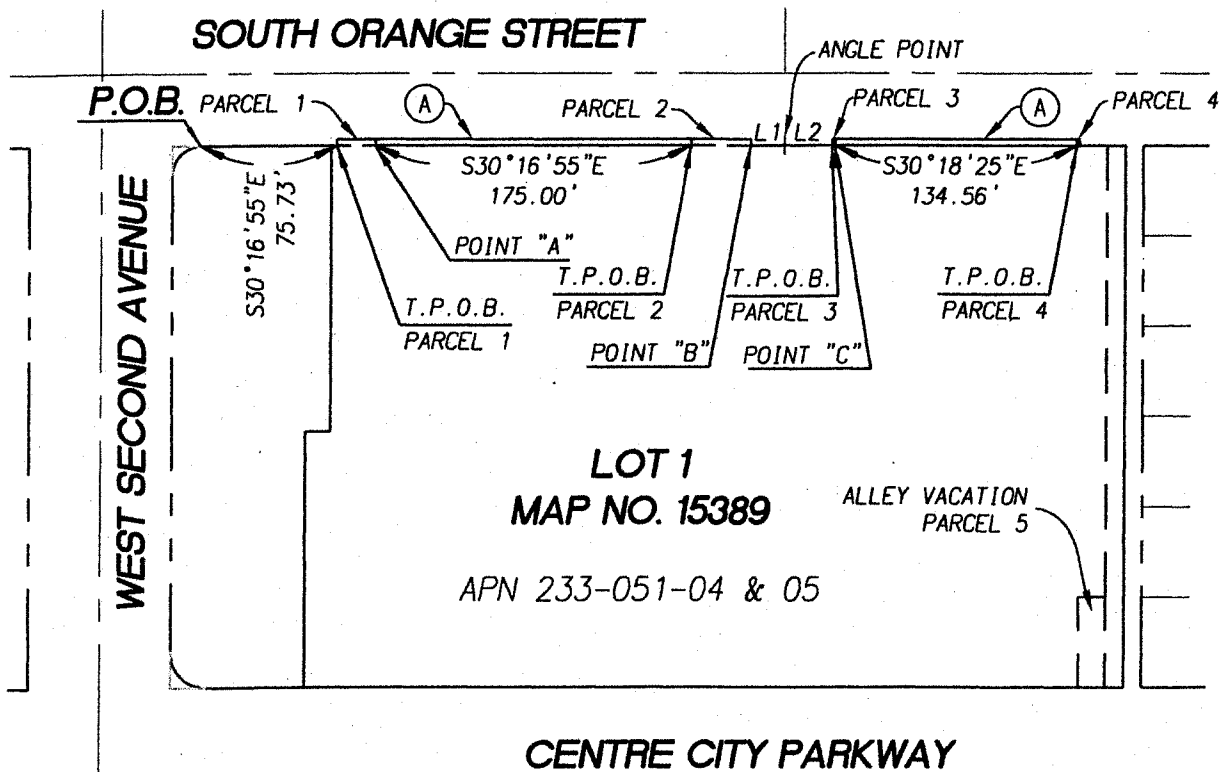 SOUTH ORANGE STREET
ANGLE POINT
P.O.B.
PARCEL 1
A
PARCEL 2
L1 L2
PARCEL 3
A
PARCEL 4
S30°16'55"E
175.00'
S30°18'25"E
134.56'
S30°16'55"E
75.73'
POINT "A"
T.P.O.B.
PARCEL 1
T.P.O.B.
PARCEL 2
T.P.O.B.
PARCEL 3
T.P.O.B.
PARCEL 4
POINT "B"
POINT "C"
WEST SECOND AVENUE
LOT 1
MAP NO. 15389
APN 233-051-04 & 05
ALLEY VACATION
PARCEL 5
CENTRE CITY PARKWAY